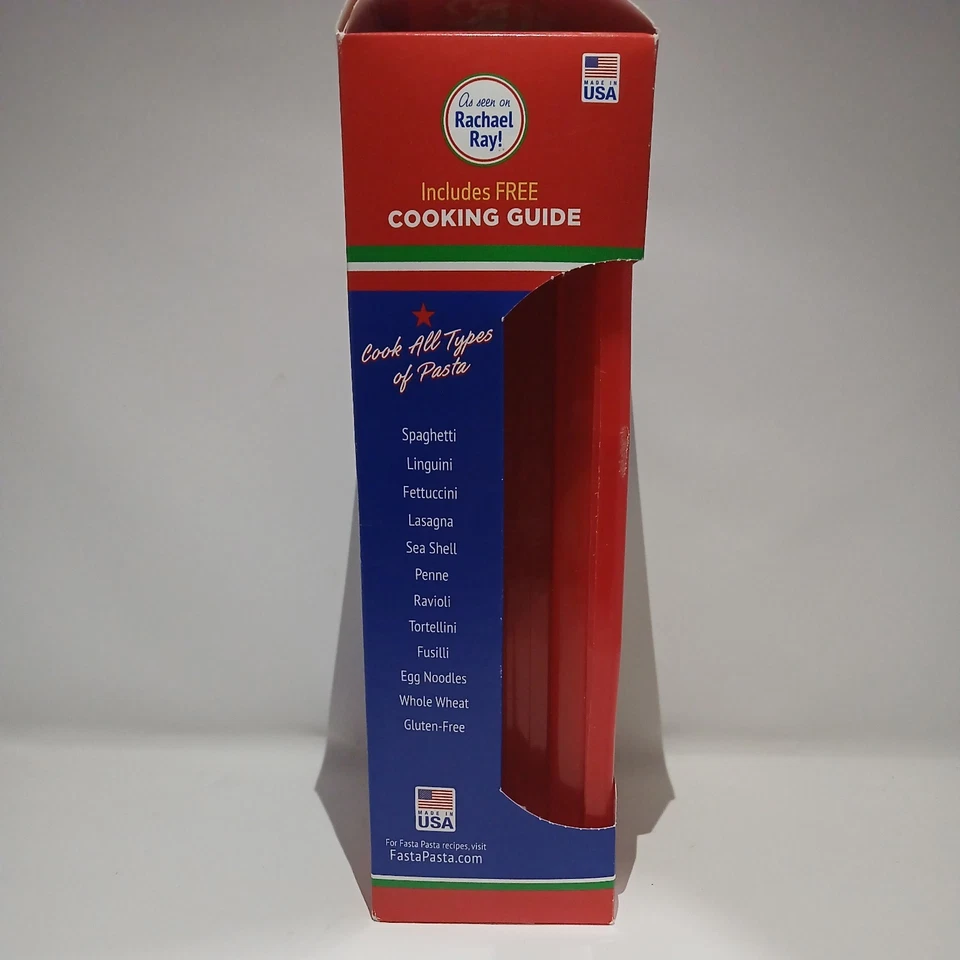 As seen on
Rachael
Ray!
MADE IN
USA
Includes FREE
COOKING GUIDE
Cook All Types
of Pasta
Spaghetti
Linguini
Fettuccini
Lasagna
Sea Shell
Penne
Ravioli
Tortellini
Fusilli
Egg Noodles
Whole Wheat
Gluten-Free
MADE IN
USA
For Fasta Pasta recipes, visit
FastaPasta.com